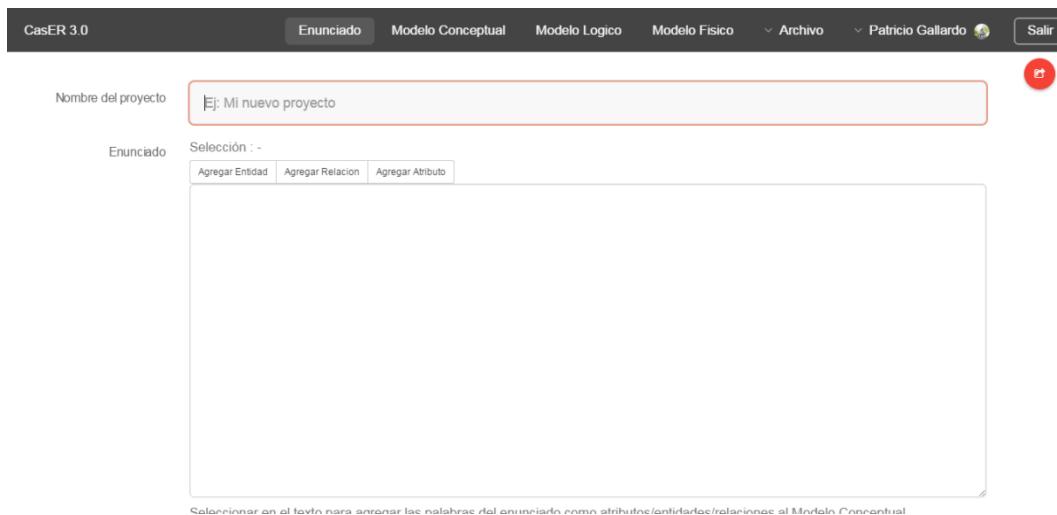 CasER 3.0 Enunciado Modelo Conceptual Modelo Logico Modelo Fisico Archivo Patricio Gallardo Salir
Nombre del proyecto Ej: Mi nuevo proyecto
Enunciado Selección : -
Agregar Entidad Agregar Relacion Agregar Atributo
Seleccionar en el texto para agregar las palabras del enunciado como atributos/entidades/relaciones al Modelo Conceptual